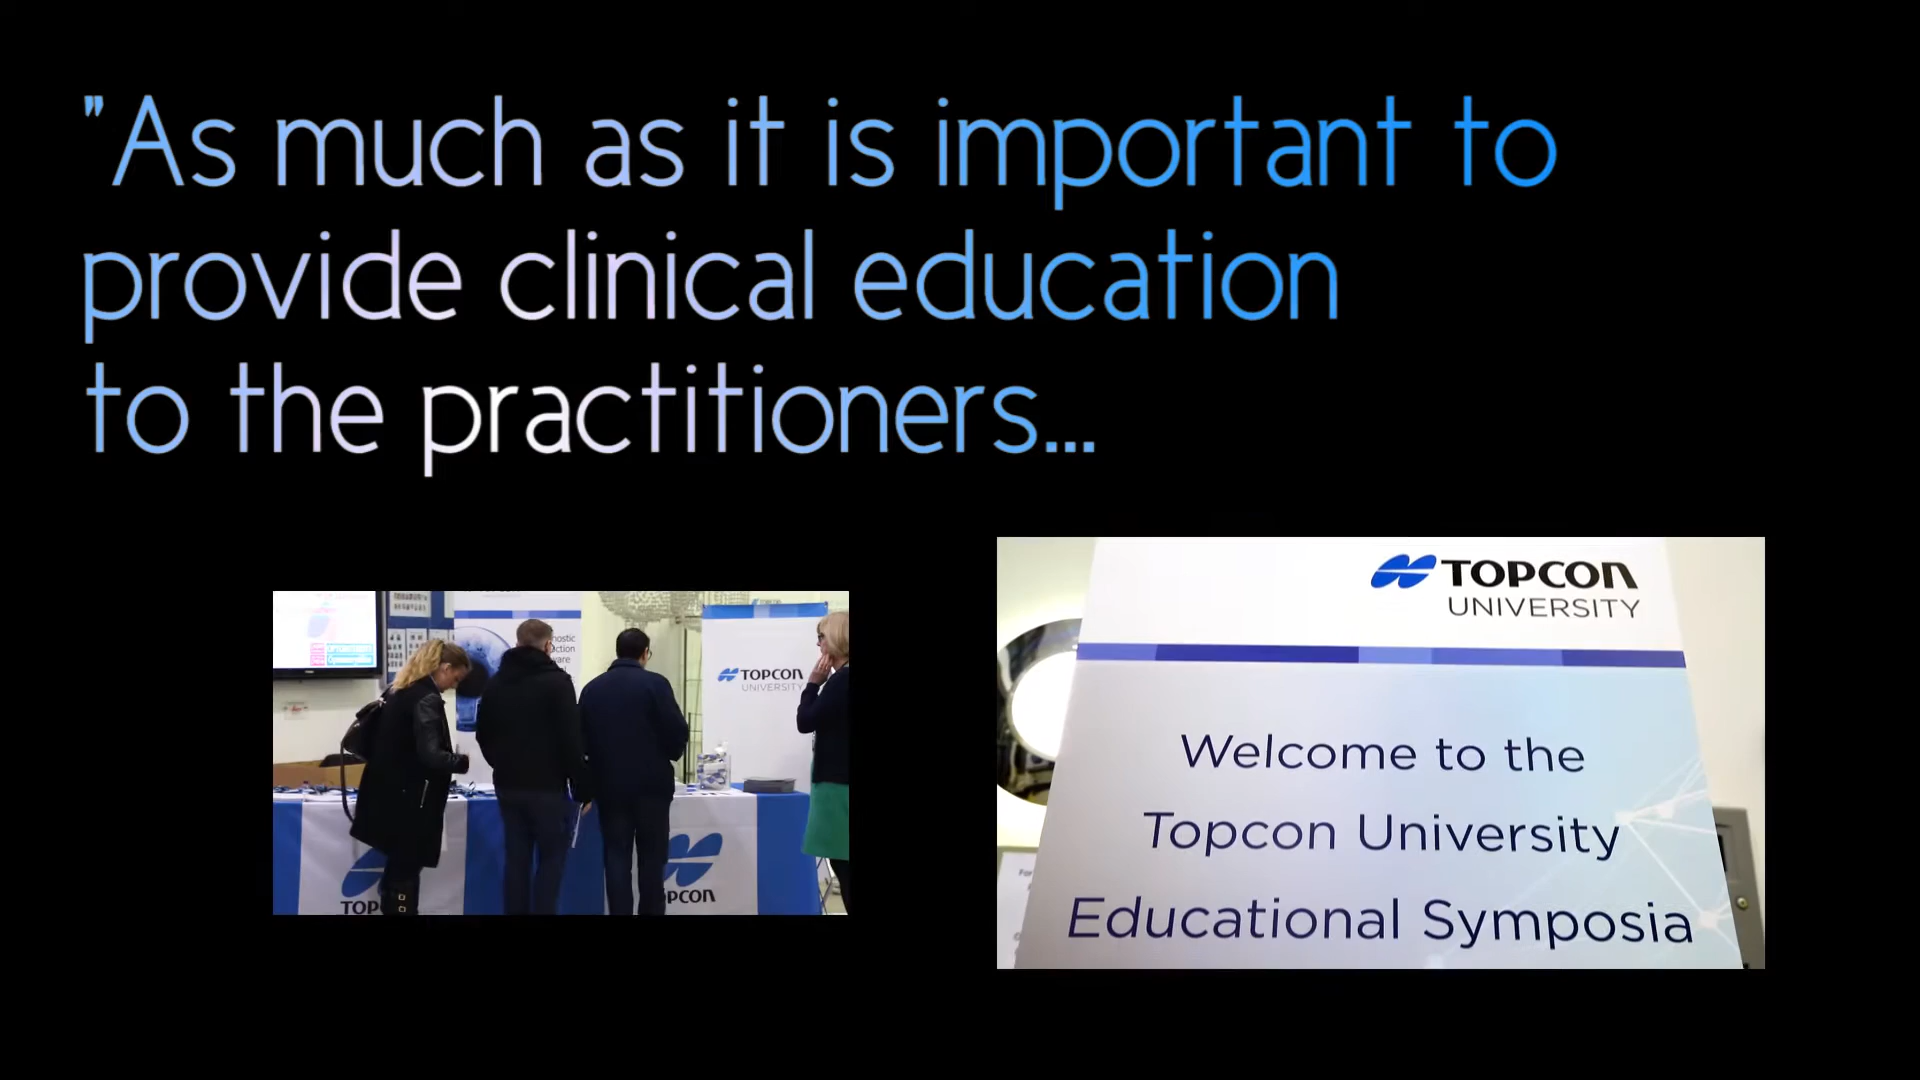 "As much as it is important to
provide clinical education
to the practitioners...
TOPCON
UNIVERSITY
TOPCON
TOPCON
UNIVERSITY
Welcome to the
Topcon University
Educational Symposia